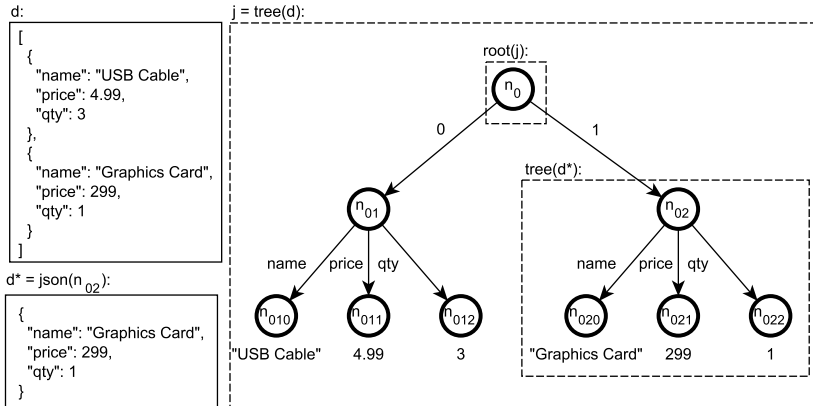 d:
[
{
"name": "USB Cable",
"price": 4.99,
"qty": 3
},
{
"name": "Graphics Card",
"price": 299,
"qty": 1
}
]
d* = json(n02):
{
"name": "Graphics Card",
"price": 299,
"qty": 1
}
j = tree(d):
root(j):
n0
0 1
tree(d*):
n01 n02
name price qty name price qty
n010 n011 n012 n020 n021 n022
"USB Cable" 4.99 3 "Graphics Card" 299 1